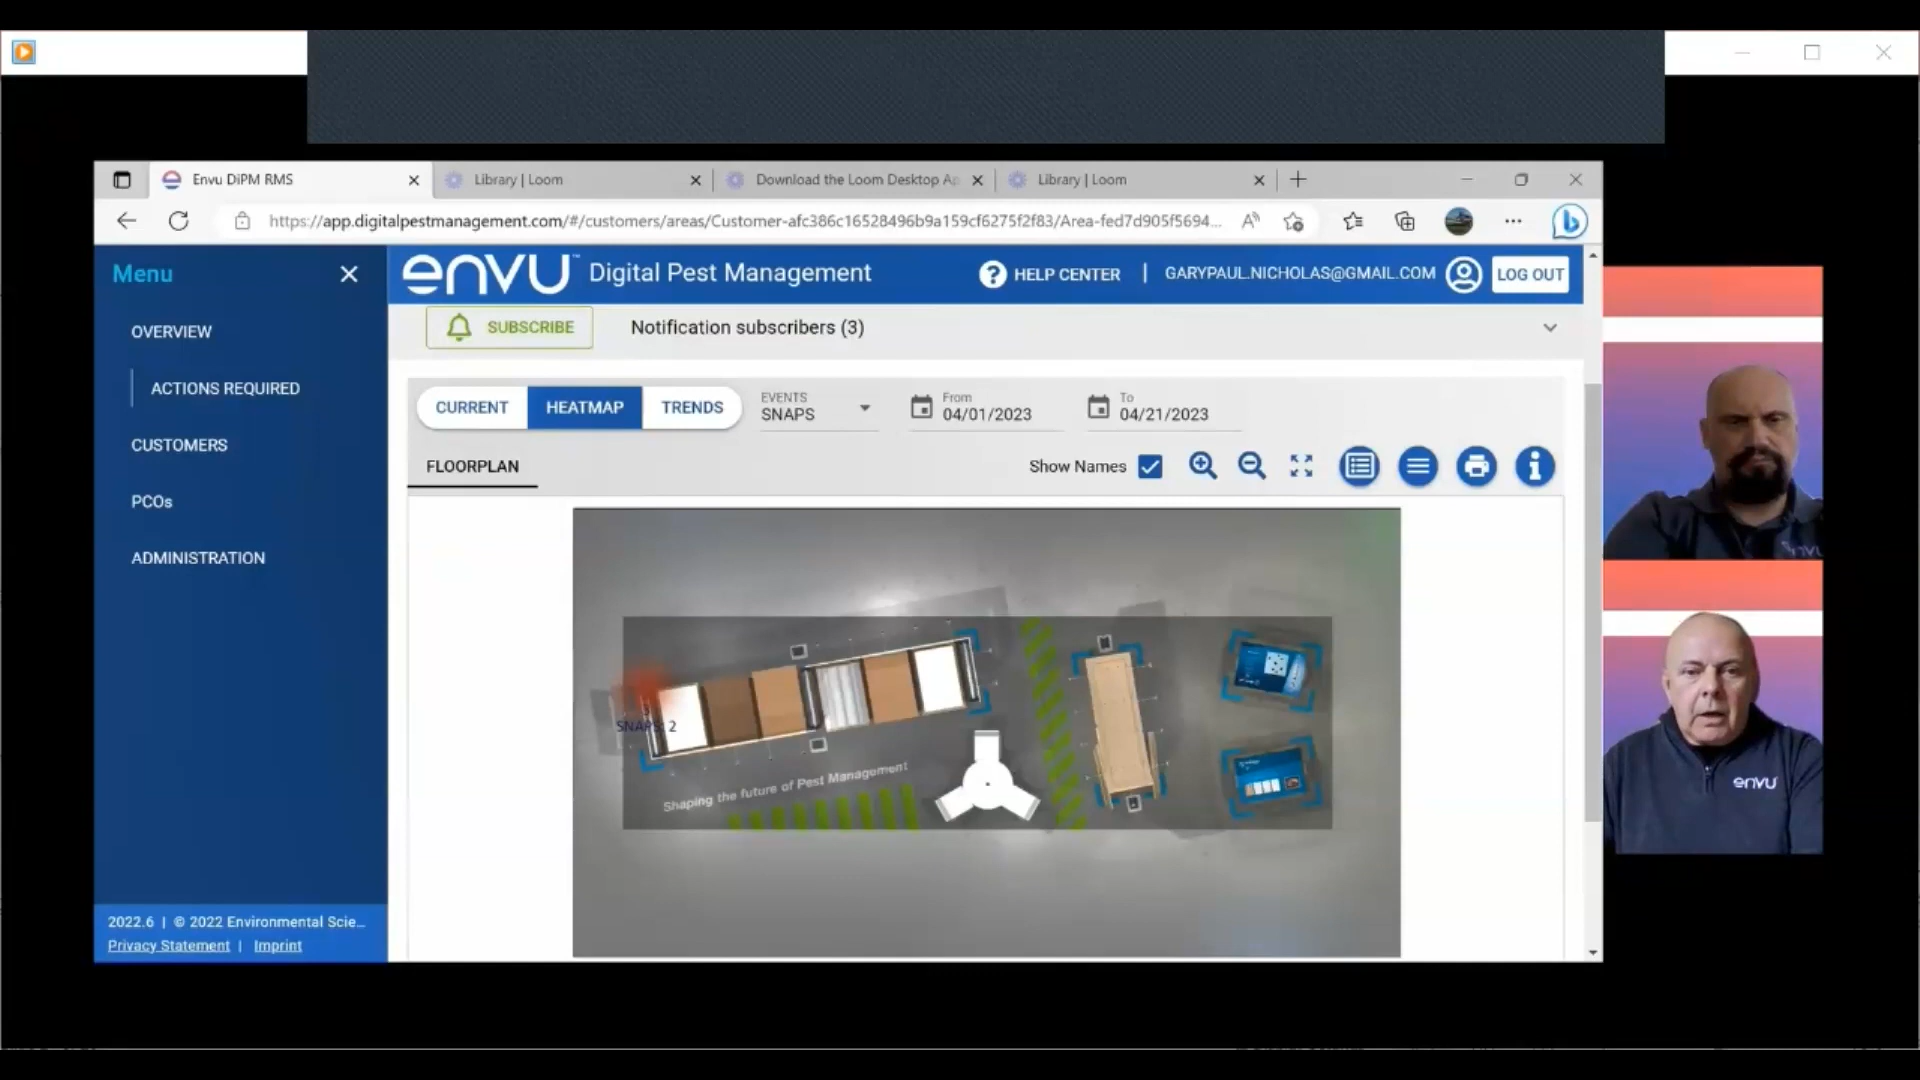 Envu DiPM RMS
Library | Loom
Download the Loom Desktop Ap
Library | Loom
https://app.digitalpestmanagement.com/#/customers/areas/Customer-afc386c16528496b9a159cf6275f2f83/Area-fed7d905f5694...
Menu
envu™ Digital Pest Management
HELP CENTER | GARYPAUL.NICHOLAS@GMAIL.COM
LOG OUT
OVERVIEW
SUBSCRIBE
Notification subscribers (3)
ACTIONS REQUIRED
CURRENT
HEATMAP
TRENDS
EVENTS
SNAPS
From
04/01/2023
To
04/21/2023
CUSTOMERS
FLOORPLAN
Show Names
PCOs
ADMINISTRATION
SNAPS: 2
Shaping the future of Pest Management
envu
2022.6 | © 2022 Environmental Scie...
Privacy Statement | Imprint